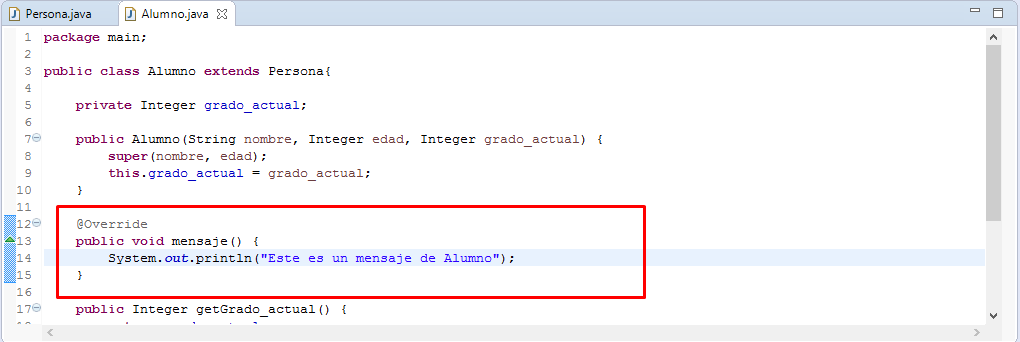 Persona.java Alumno.java
1 package main;
2
3 public class Alumno extends Persona{
4
5 private Integer grado_actual;
6
7 public Alumno(String nombre, Integer edad, Integer grado_actual) {
8 super(nombre, edad);
9 this.grado_actual = grado_actual;
10 }
11
12 @Override
13 public void mensaje() {
14 System.out.println("Este es un mensaje de Alumno");
15 }
16
17 public Integer getGrado_actual() {